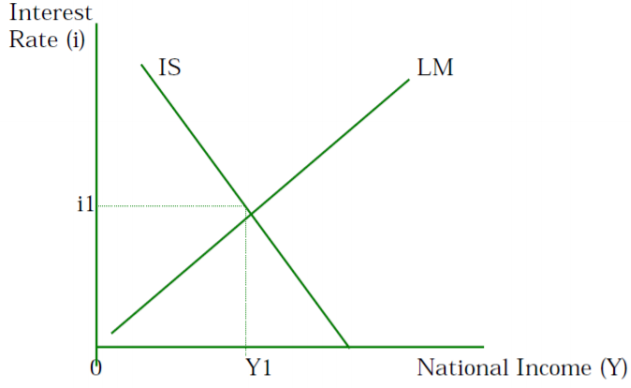 Interest
Rate (i)
IS
LM
i1
0
Y1
National Income (Y)